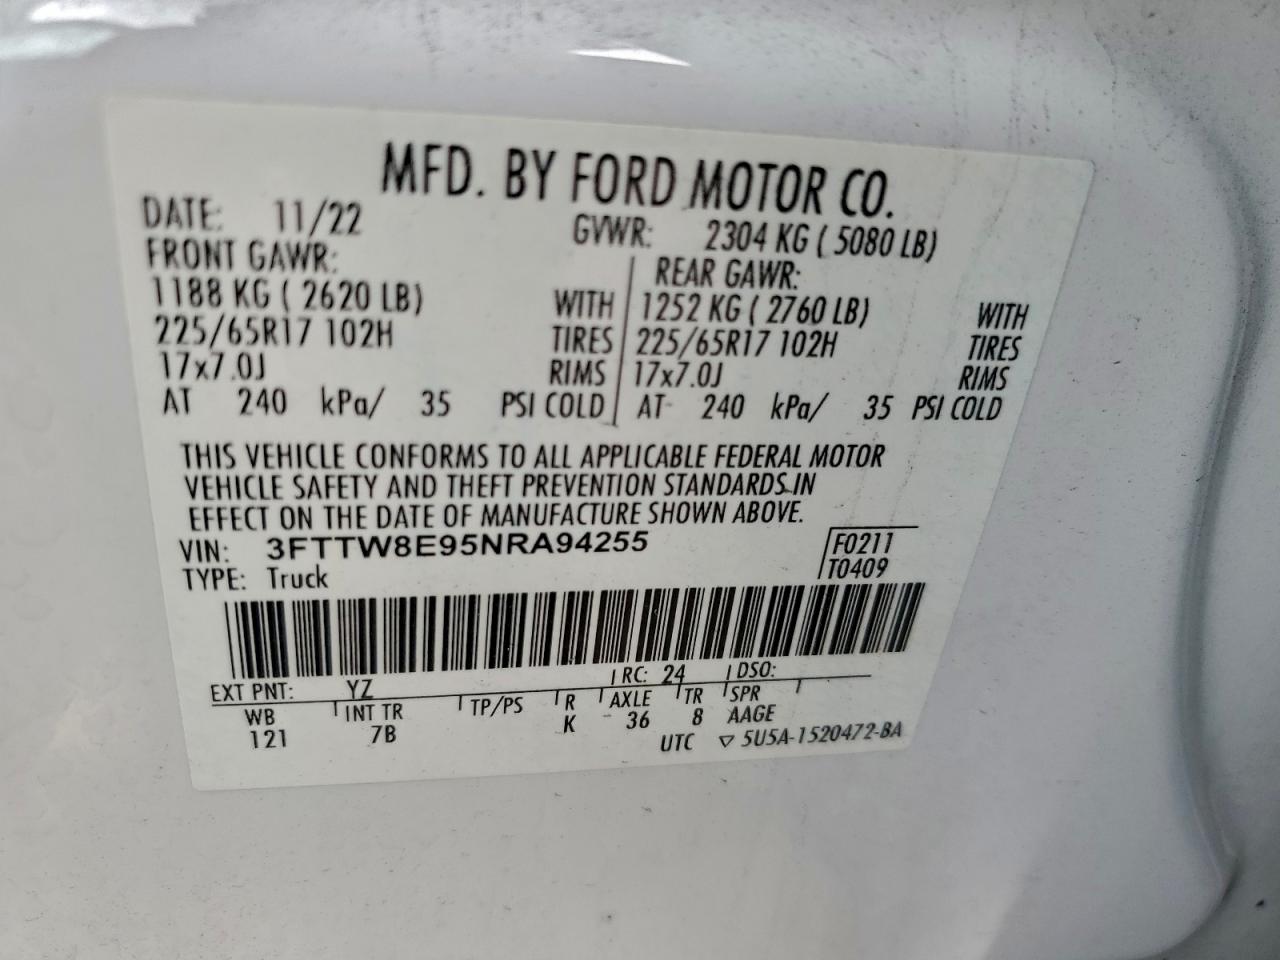 MFD. BY FORD MOTOR CO.
DATE: 11/22 GVWR: 2304 KG ( 5080 LB)
FRONT GAWR: REAR GAWR:
1188 KG ( 2620 LB) WITH 1252 KG ( 2760 LB) WITH
225/65R17 102H TIRES 225/65R17 102H TIRES
17x7.0J RIMS 17x7.0J RIMS
AT 240 kPa/ 35 PSI COLD AT 240 kPa/ 35 PSI COLD
THIS VEHICLE CONFORMS TO ALL APPLICABLE FEDERAL MOTOR
VEHICLE SAFETY AND THEFT PREVENTION STANDARDS IN
EFFECT ON THE DATE OF MANUFACTURE SHOWN ABOVE.
VIN: 3FTTW8E95NRA94255 F0211
TYPE: Truck T0409
EXT PNT: YZ RC: 24 DSO:
WB INT TR TP/PS R AXLE TR SPR
121 7B K 36 8 AAGE
UTC ▽ 5U5A-1520472-BA